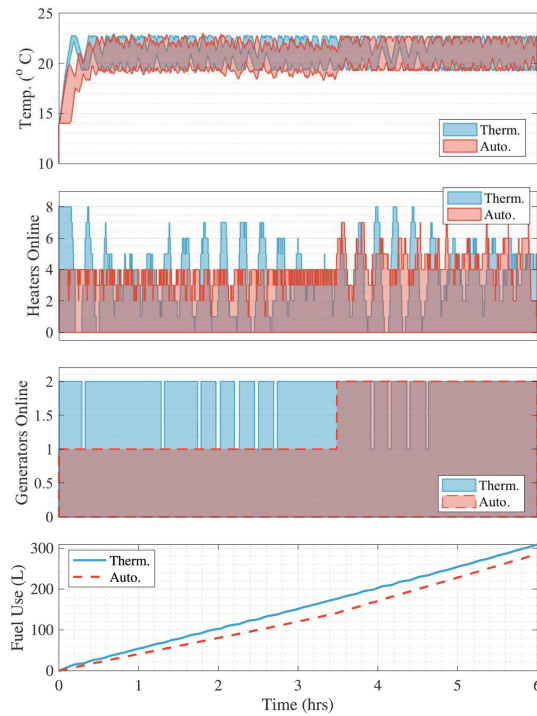 25
20
15
10
Temp. (° C)
Therm.
Auto.
8
6
4
2
0
Heaters Online
Therm.
Auto.
2
1.5
1
0.5
0
Generators Online
Therm.
Auto.
300
200
100
0
Fuel Use (L)
Therm.
Auto.
0 1 2 3 4 5 6
Time (hrs)